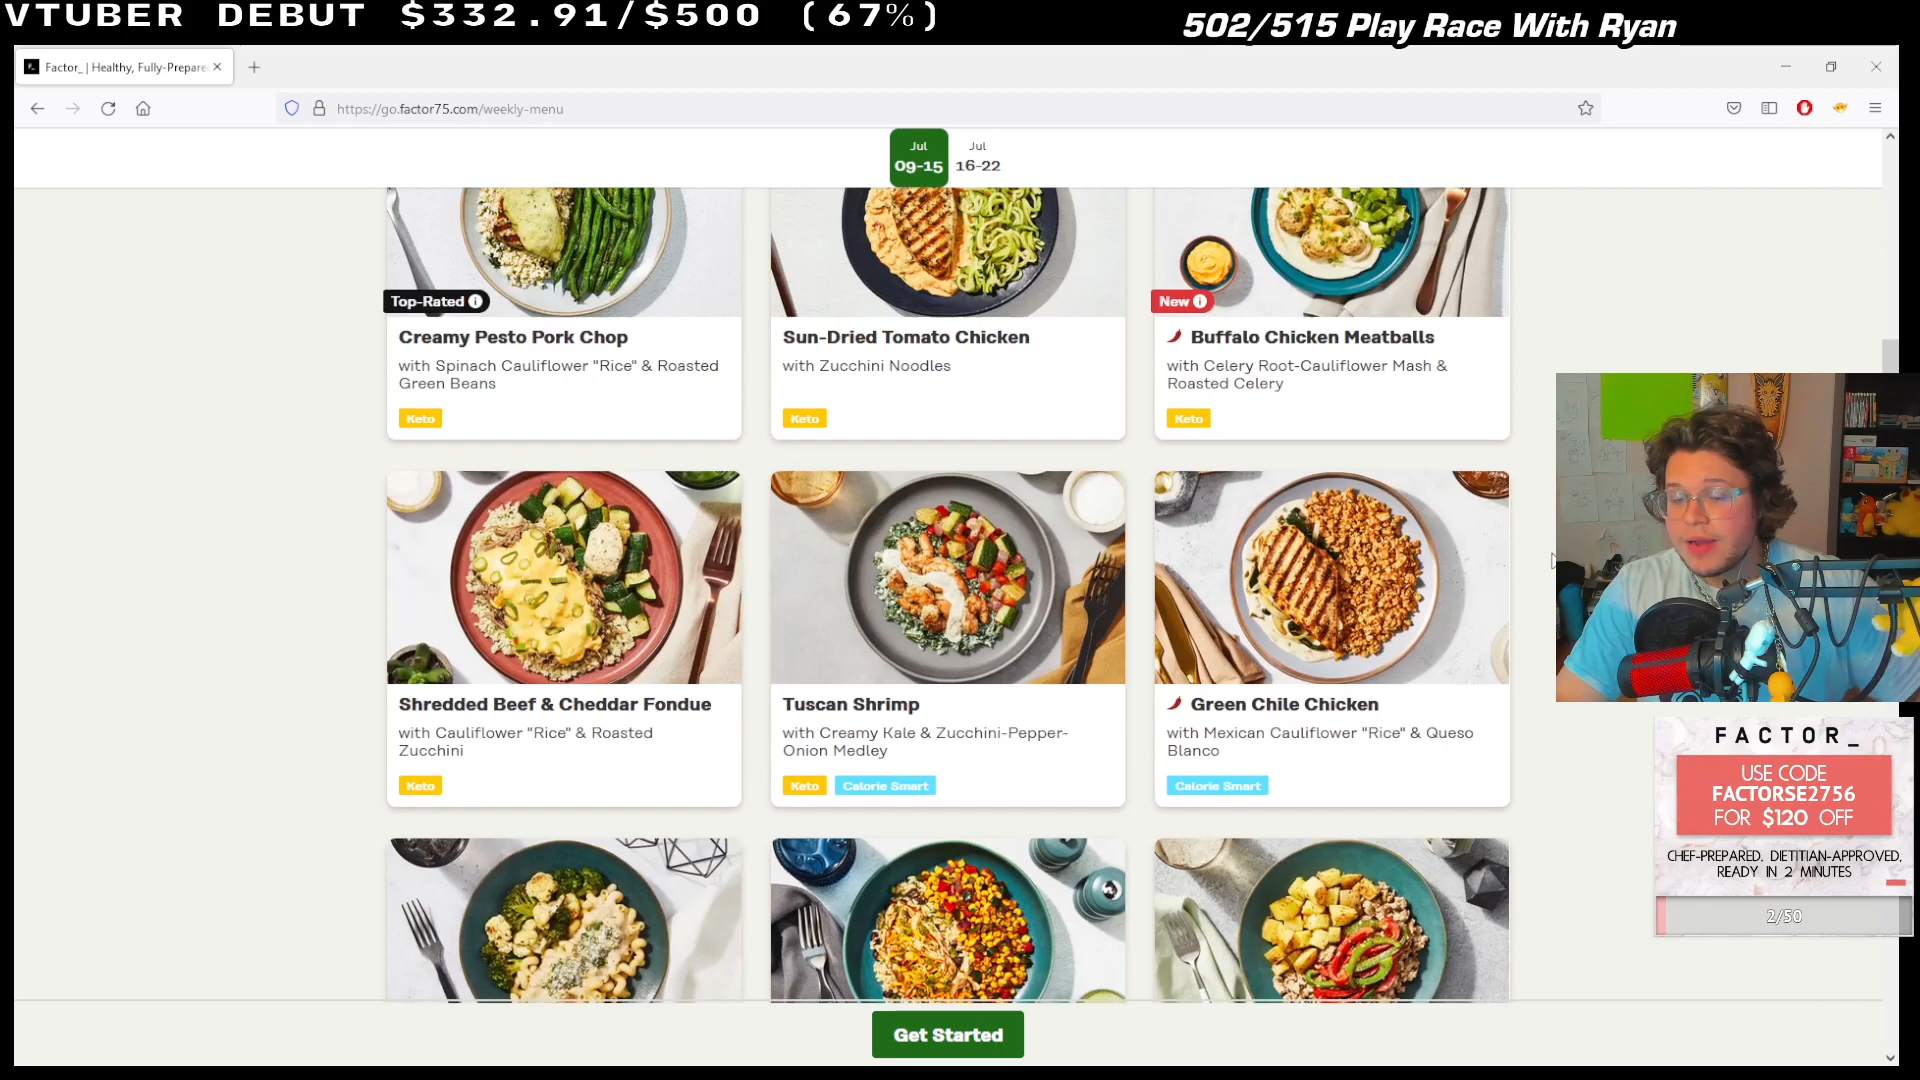 VTUBER DEBUT $332.91/$500 (67%)
502/515 Play Race With Ryan
Factor_ | Healthy, Fully-Prepare
https://go.factor75.com/weekly-menu
Jul
09-15
Jul
16-22
Top-Rated
New
Creamy Pesto Pork Chop
with Spinach Cauliflower "Rice" & Roasted
Green Beans
Keto
Sun-Dried Tomato Chicken
with Zucchini Noodles
Keto
Buffalo Chicken Meatballs
with Celery Root-Cauliflower Mash &
Roasted Celery
Keto
Shredded Beef & Cheddar Fondue
with Cauliflower "Rice" & Roasted
Zucchini
Keto
Tuscan Shrimp
with Creamy Kale & Zucchini-Pepper-
Onion Medley
Keto Calorie Smart
Green Chile Chicken
with Mexican Cauliflower "Rice" & Queso
Blanco
Calorie Smart
Get Started
FACTOR_
USE CODE
FACTORSE2756
FOR $120 OFF
CHEF-PREPARED, DIETITIAN-APPROVED,
READY IN 2 MINUTES
2/50